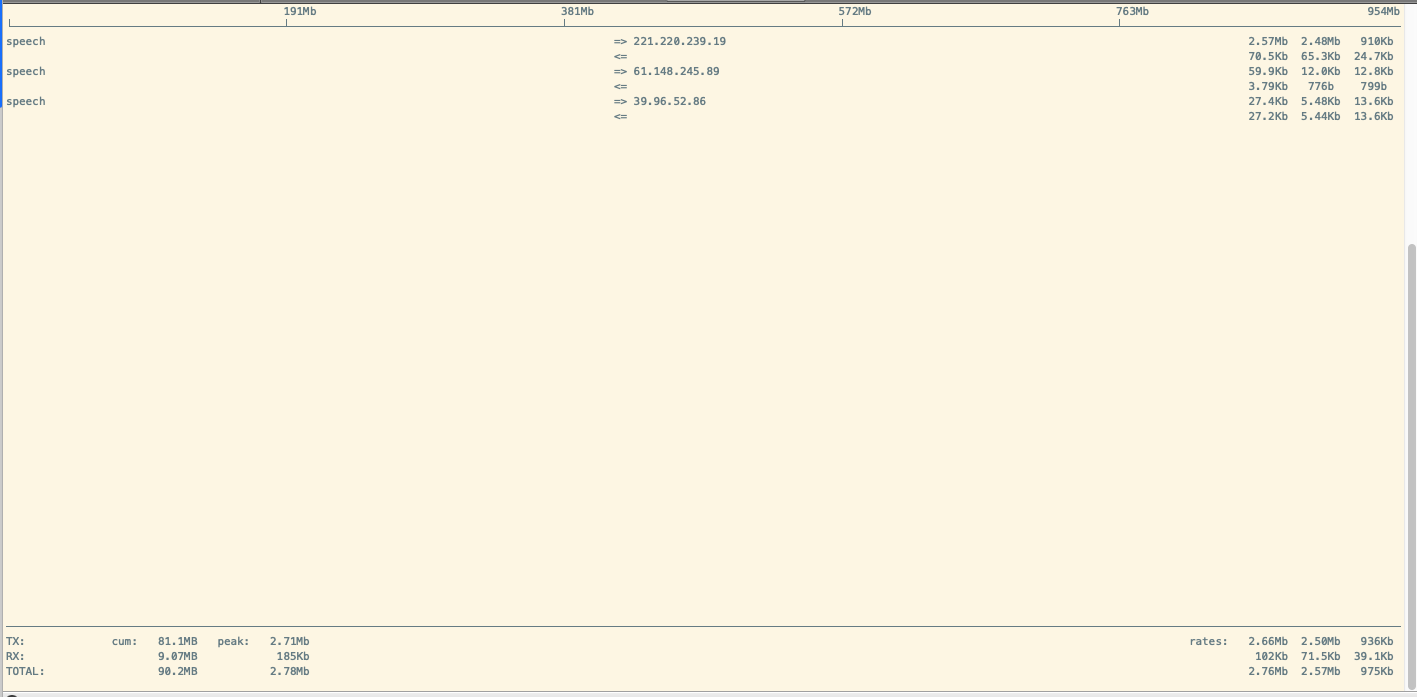 191Mb 381Mb 572Mb 763Mb 954Mb
speech => 221.220.239.19 2.57Mb 2.48Mb 910Kb
<= 70.5Kb 65.3Kb 24.7Kb
speech => 61.148.245.89 59.9Kb 12.0Kb 12.8Kb
<= 3.79Kb 776b 799b
speech => 39.96.52.86 27.4Kb 5.48Kb 13.6Kb
<= 27.2Kb 5.44Kb 13.6Kb
TX: cum: 81.1MB peak: 2.71Mb rates: 2.66Mb 2.50Mb 936Kb
RX: 9.07MB 185Kb 102Kb 71.5Kb 39.1Kb
TOTAL: 90.2MB 2.78Mb 2.76Mb 2.57Mb 975Kb